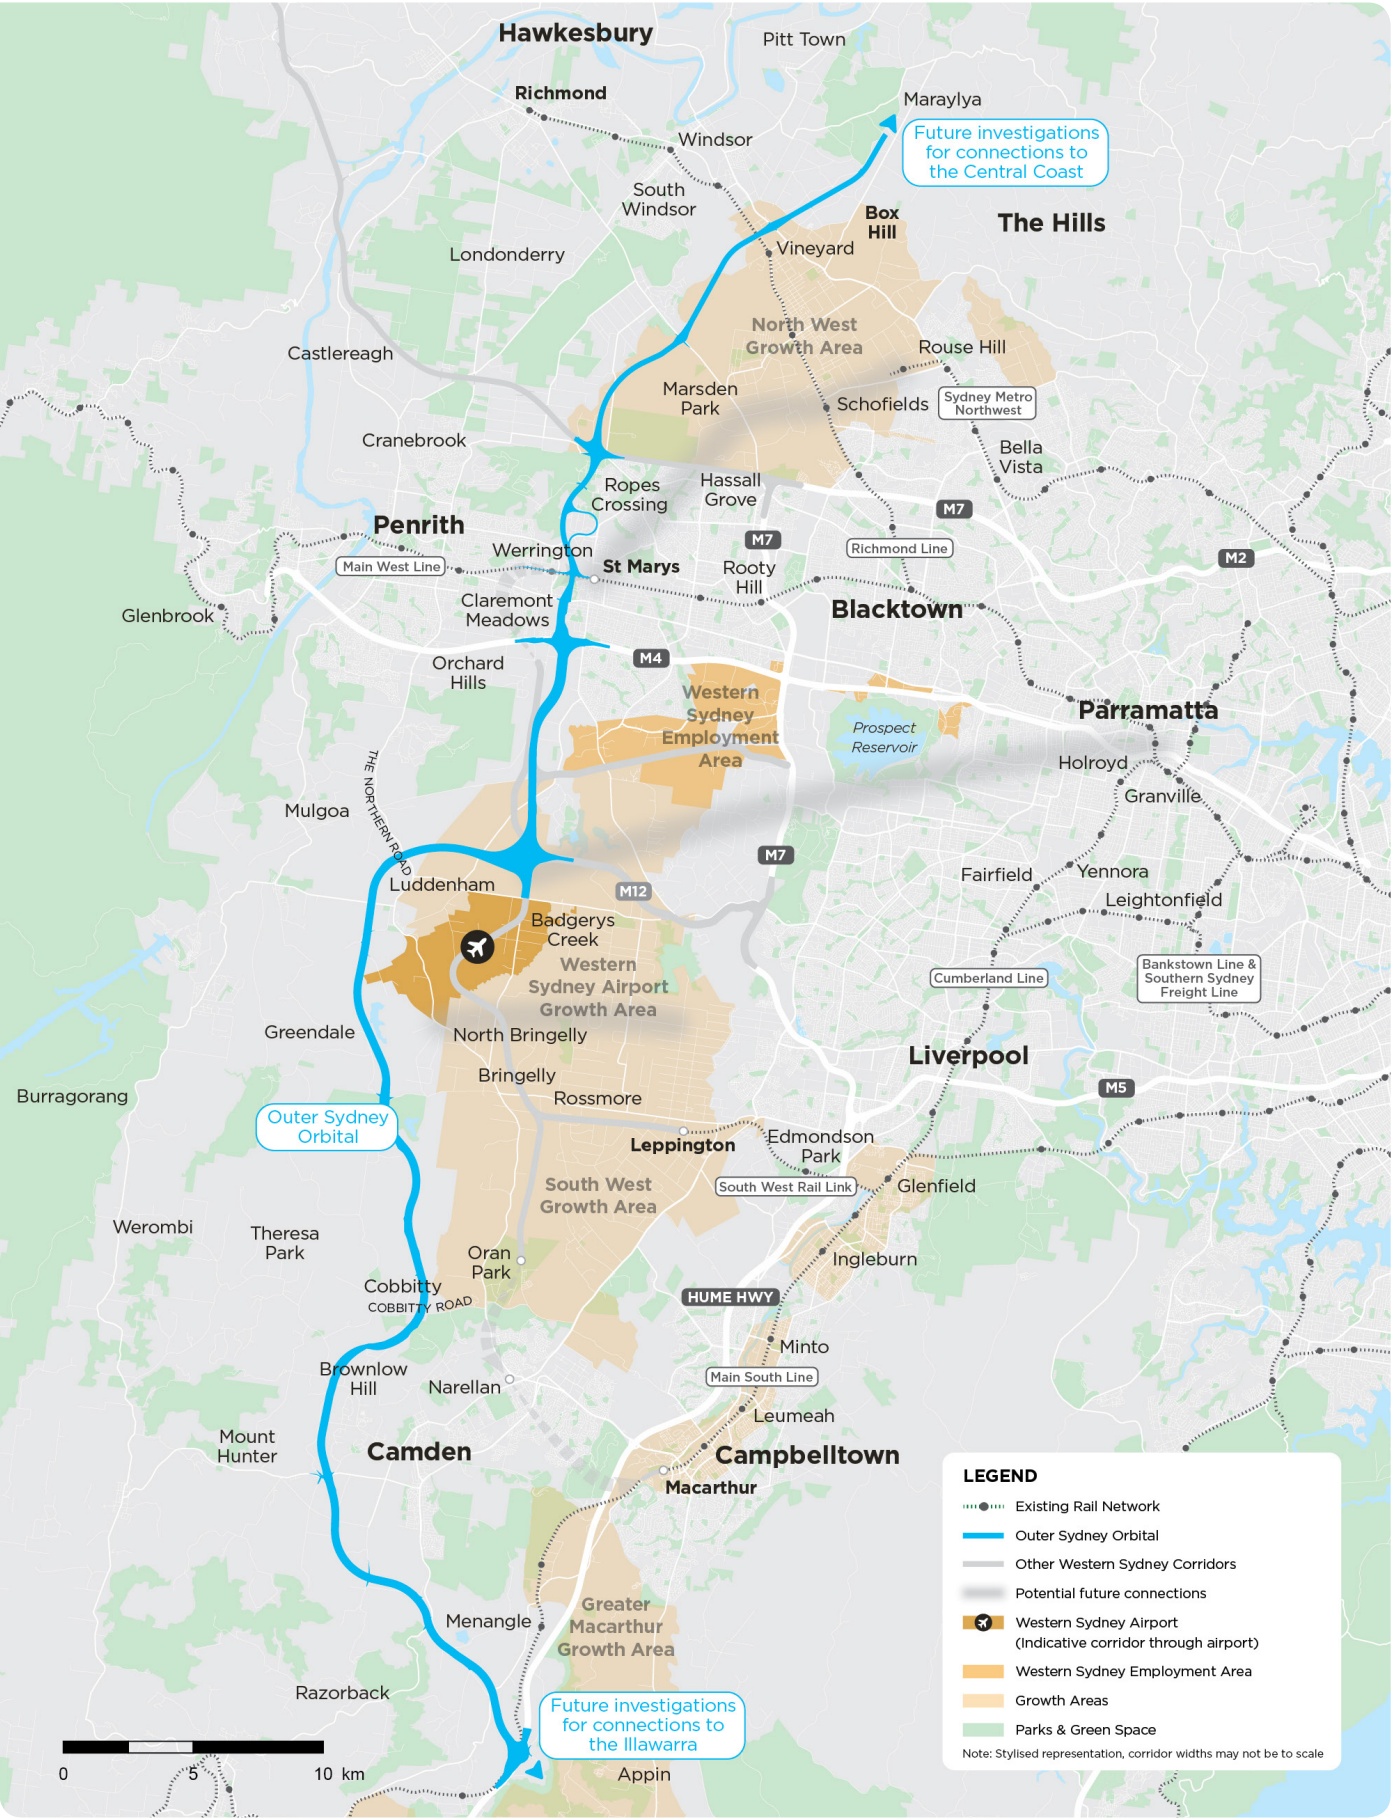 Hawkesbury
Pitt Town
Richmond
Maraylya
Future investigations
for connections to
the Central Coast
Windsor
South
Windsor
Box
Hill
The Hills
Londonderry
Vineyard
North West
Growth Area
Castlereagh
Rouse Hill
Marsden
Park
Schofields
Sydney Metro
Northwest
Cranebrook
Bella
Vista
Ropes
Crossing
Hassall
Grove
M7
Penrith
M7
Werrington
Richmond Line
M2
Main West Line
St Marys
Rooty
Hill
Claremont
Meadows
Blacktown
Glenbrook
Orchard
Hills
M4
Western
Sydney
Employment
Area
Parramatta
Prospect
Reservoir
Holroyd
THE NORTHERN ROAD
Mulgoa
Granville
M7
Fairfield
Yennora
Luddenham
M12
Leightonfield
Badgerys
Creek
Western
Sydney Airport
Growth Area
Cumberland Line
Bankstown Line &
Southern Sydney
Freight Line
Greendale
North Bringelly
Liverpool
Bringelly
M5
Burragorang
Rossmore
Outer Sydney
Orbital
Leppington
Edmondson
Park
South West Rail Link
Glenfield
South West
Growth Area
Werombi
Theresa
Park
Oran
Park
Ingleburn
Cobbitty
COBBITTY ROAD
HUME HWY
Minto
Brownlow
Hill
Narellan
Main South Line
Leumeah
Mount
Hunter
Camden
Campbelltown
Macarthur
Greater
Macarthur
Growth Area
Menangle
Razorback
Future investigations
for connections to
the Illawarra
Appin
0 5 10 km
LEGEND
Existing Rail Network
Outer Sydney Orbital
Other Western Sydney Corridors
Potential future connections
Western Sydney Airport
(Indicative corridor through airport)
Western Sydney Employment Area
Growth Areas
Parks & Green Space
Note: Stylised representation, corridor widths may not be to scale